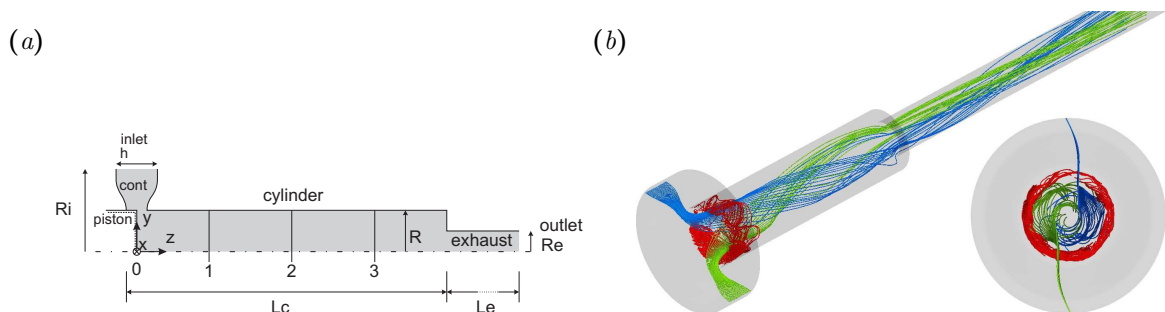 (a)
inlet
h
cont
Ri
piston
y
x
z
cylinder
R
outlet
Re
exhaust
0
1
2
3
Lc
Le
(b)